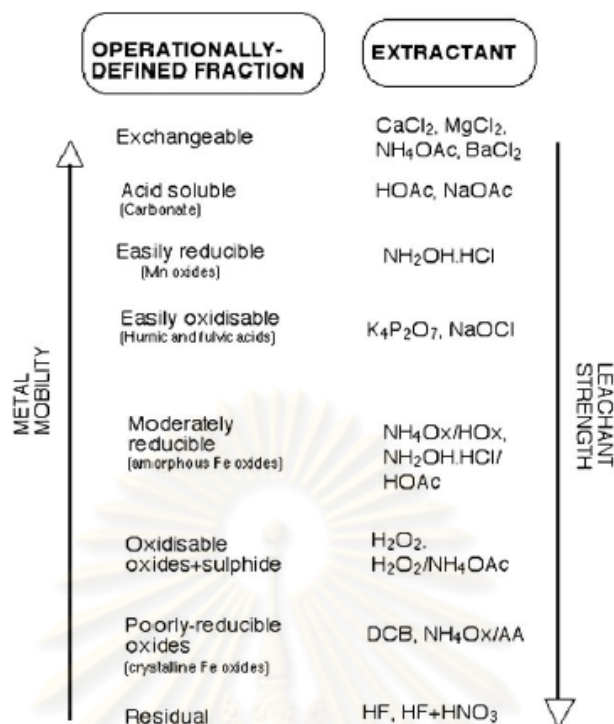 OPERATIONALLY-
DEFINED FRACTION
EXTRACTANT
Exchangeable
CaCl₂, MgCl₂,
NH₄OAc, BaCl₂
Acid soluble
(Carbonate)
HOAc, NaOAc
Easily reducible
(Mn oxides)
NH₂OH.HCl
Easily oxidisable
(Humic and fulvic acids)
K₄P₂O₇, NaOCl
Moderately
reducible
(amorphous Fe oxides)
NH₄Ox/HOx,
NH₂OH.HCl/
HOAc
Oxidisable
oxides+sulphide
H₂O₂,
H₂O₂/NH₄OAc
Poorly-reducible
oxides
(crystalline Fe oxides)
DCB, NH₄Ox/AA
Residual
HF, HF+HNO₃
METAL
MOBILITY
LEACHANT
STRENGTH